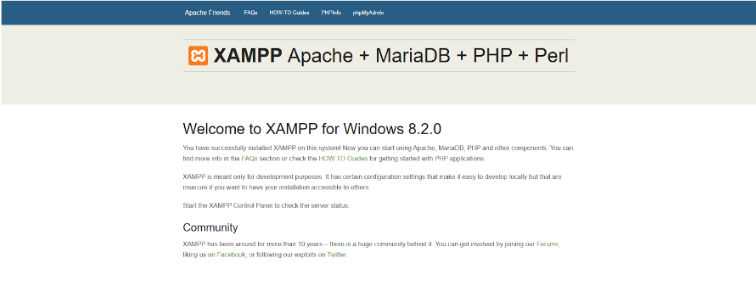 Apache Friends FAQs HOW-TO Guides PHPInfo phpMyAdmin
XAMPP Apache + MariaDB + PHP + Perl
Welcome to XAMPP for Windows 8.2.0
You have successfully installed XAMPP on this system! Now you can start using Apache, MariaDB, PHP and other components. You can
find more info in the FAQs section or check the HOW-TO Guides for getting started with PHP applications.
XAMPP is meant only for development purposes. It has certain configuration settings that make it easy to develop locally but that are
insecure if you want to have your installation accessible to others.
Start the XAMPP Control Panel to check the server status.
Community
XAMPP has been around for more than 10 years – there is a huge community behind it. You can get involved by joining our Forums,
liking us on Facebook, or following our exploits on Twitter.